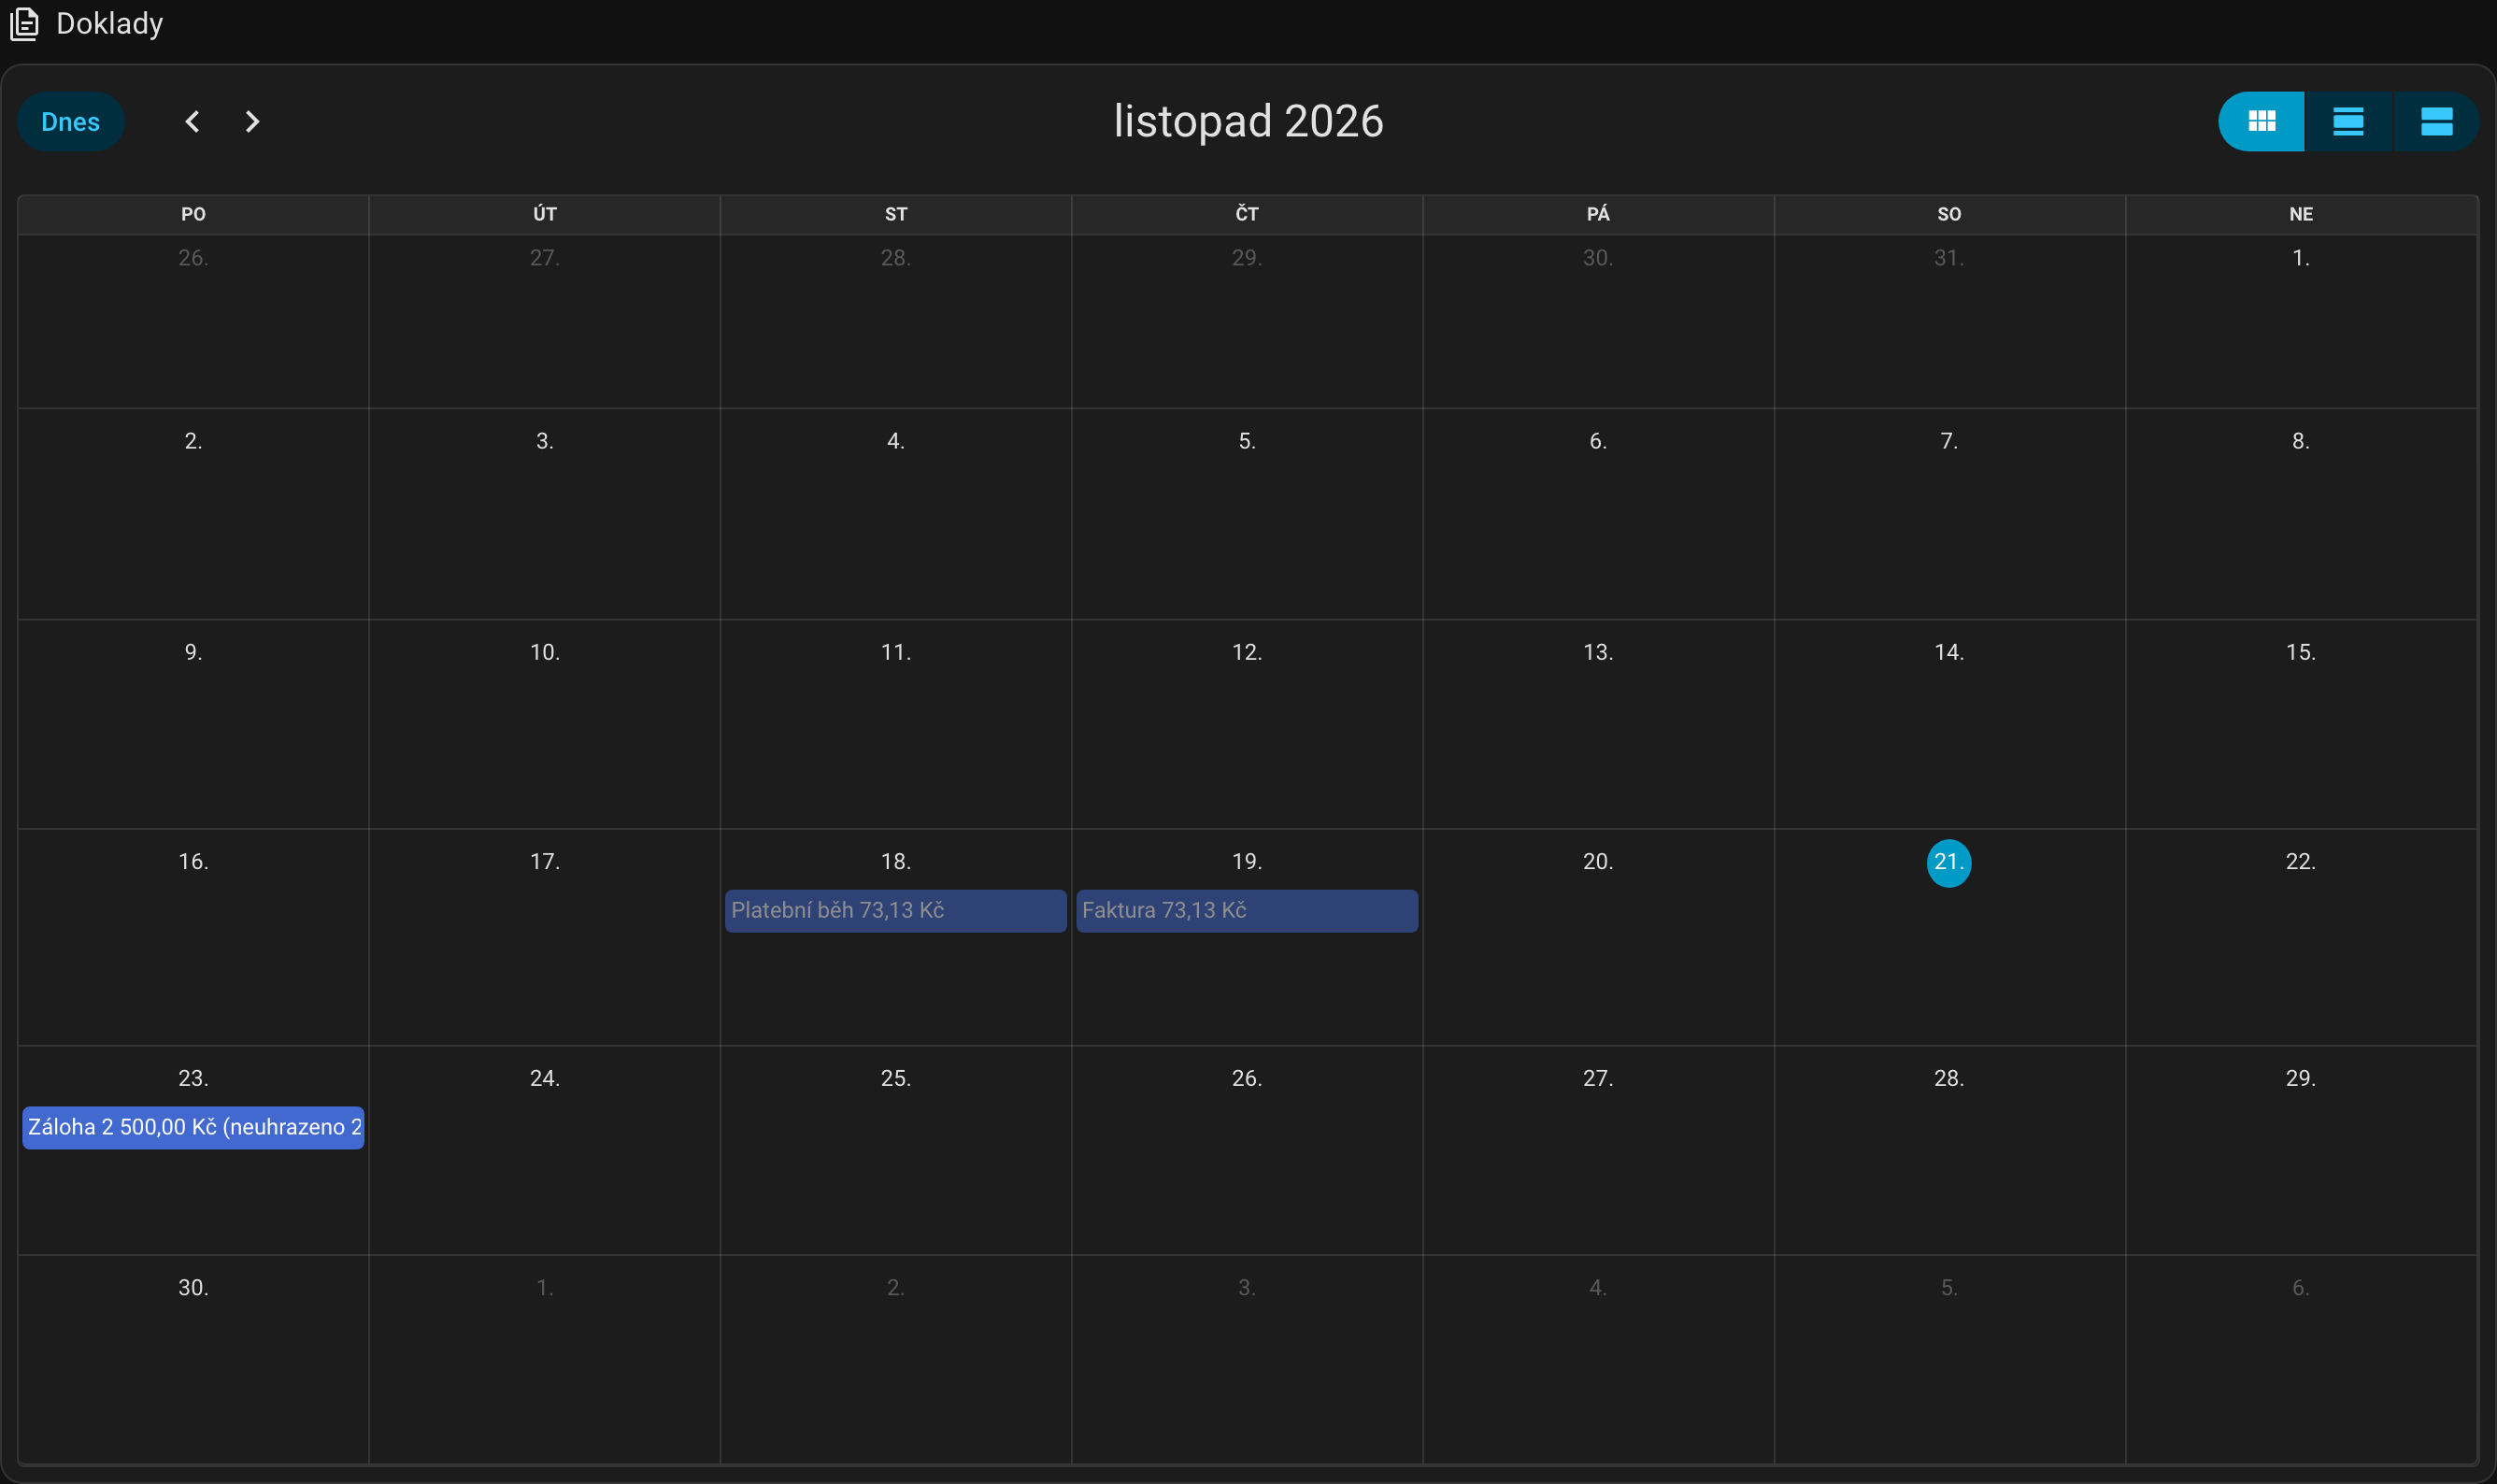 Doklady
Dnes
listopad 2026
PO ÚT ST ČT PÁ SO NE
26. 27. 28. 29. 30. 31. 1.
2. 3. 4. 5. 6. 7. 8.
9. 10. 11. 12. 13. 14. 15.
16. 17. 18. 19. 20. 21. 22.
Platební běh 73,13 Kč Faktura 73,13 Kč
23. 24. 25. 26. 27. 28. 29.
Záloha 2 500,00 Kč (neuhrazeno 2
30. 1. 2. 3. 4. 5. 6.